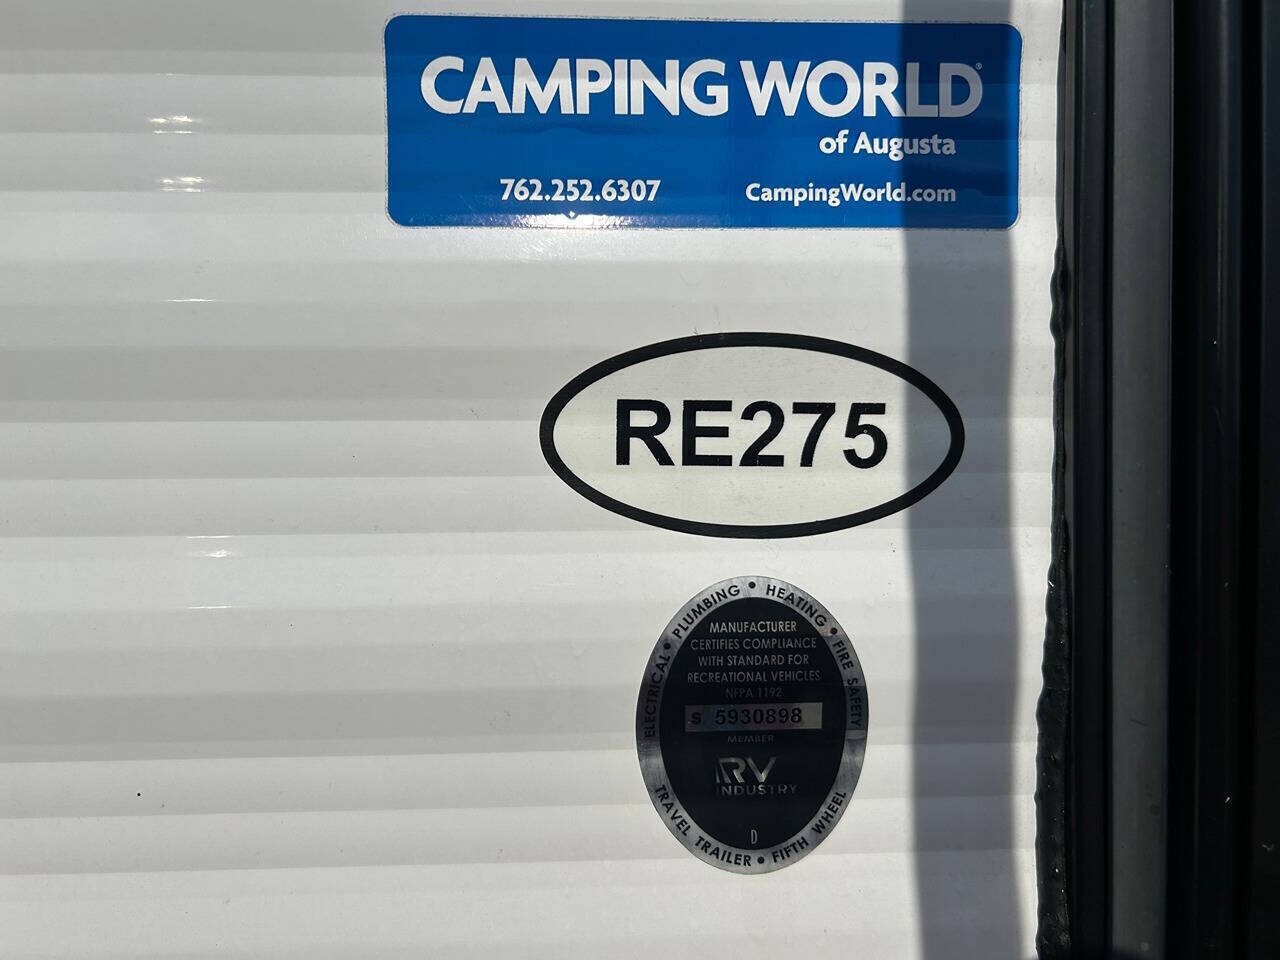 CAMPING WORLD
of Augusta
762.252.6307 CampingWorld.com
RE275
ELECTRICAL • PLUMBING • HEATING • FIRE SAFETY
MANUFACTURER
CERTIFIES COMPLIANCE
WITH STANDARD FOR
RECREATIONAL VEHICLES
NFPA 1192
S 5930898
MEMBER
RV
INDUSTRY
D
TRAVEL TRAILER • FIFTH WHEEL